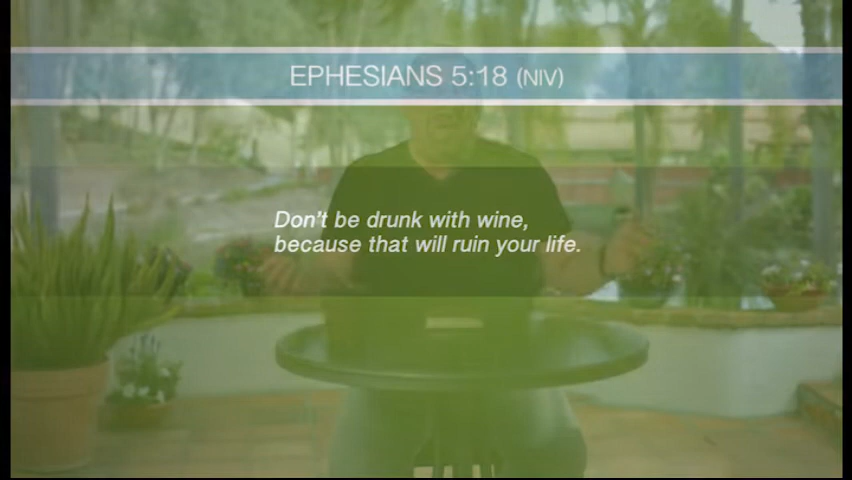 EPHESIANS 5:18 (NIV)
Don't be drunk with wine,
because that will ruin your life.